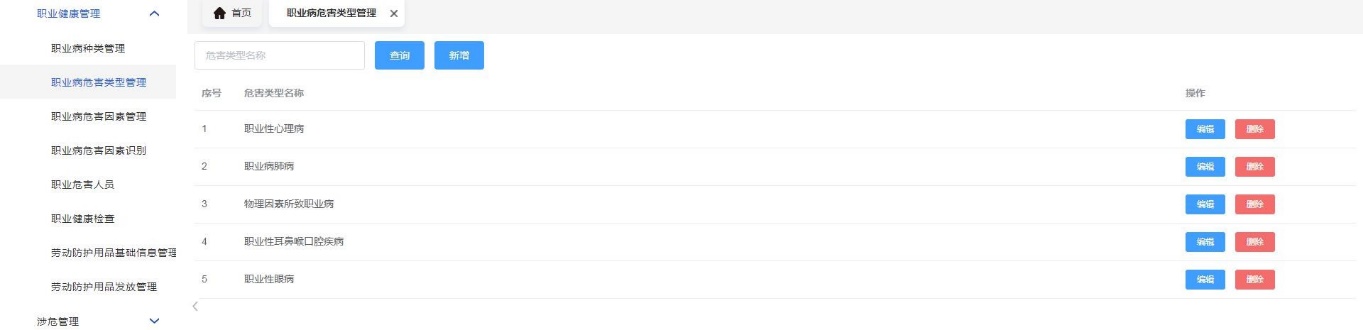 职业健康管理
首页
职业病危害类型管理
职业病种类管理
职业病危害类型管理
职业病危害因素管理
职业病危害因素识别
职业危害人员
职业健康检查
劳动防护用品基础信息管理
劳动防护用品发放管理
涉危管理
危害类型名称 查询 新增
序号 危害类型名称 操作
1 职业性心理病 编辑 删除
2 职业病肺病 编辑 删除
3 物理因素所致职业病 编辑 删除
4 职业性耳鼻喉口腔疾病 编辑 删除
5 职业性眼病 编辑 删除